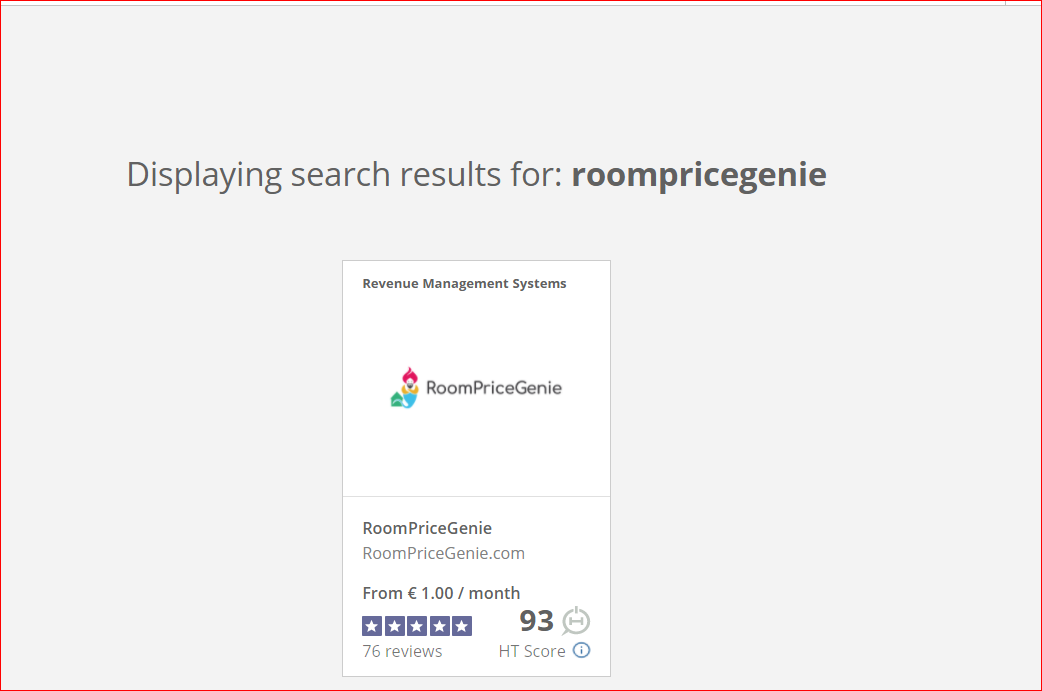 Displaying search results for: roompricegenie
Revenue Management Systems
RoomPriceGenie
RoomPriceGenie
RoomPriceGenie.com
From € 1.00 / month
93
76 reviews
HT Score